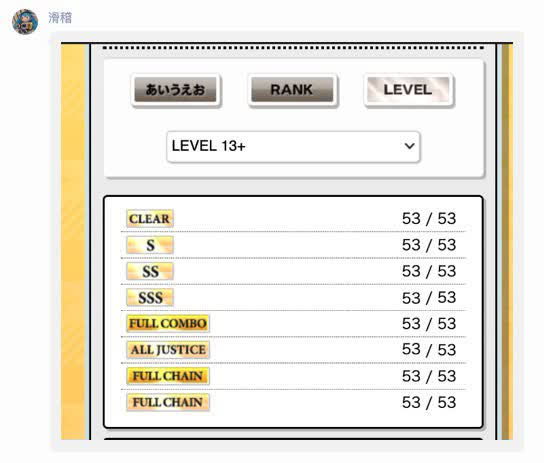 滑稽
あいうえお RANK LEVEL
LEVEL 13+
CLEAR 53 / 53
S 53 / 53
SS 53 / 53
SSS 53 / 53
FULL COMBO 53 / 53
ALL JUSTICE 53 / 53
FULL CHAIN 53 / 53
FULL CHAIN 53 / 53